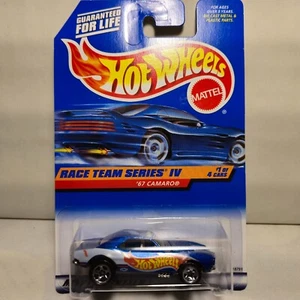 GUARANTEED
FOR LIFE
FOR AGES
OVER 3 YEARS.
DIE-CAST METAL &
PLASTIC PARTS.
HOT WHEELS
MATTEL
RACE TEAM SERIES IV
#1 OF
4 CARS
'67 CAMARO®
Hot Wheels